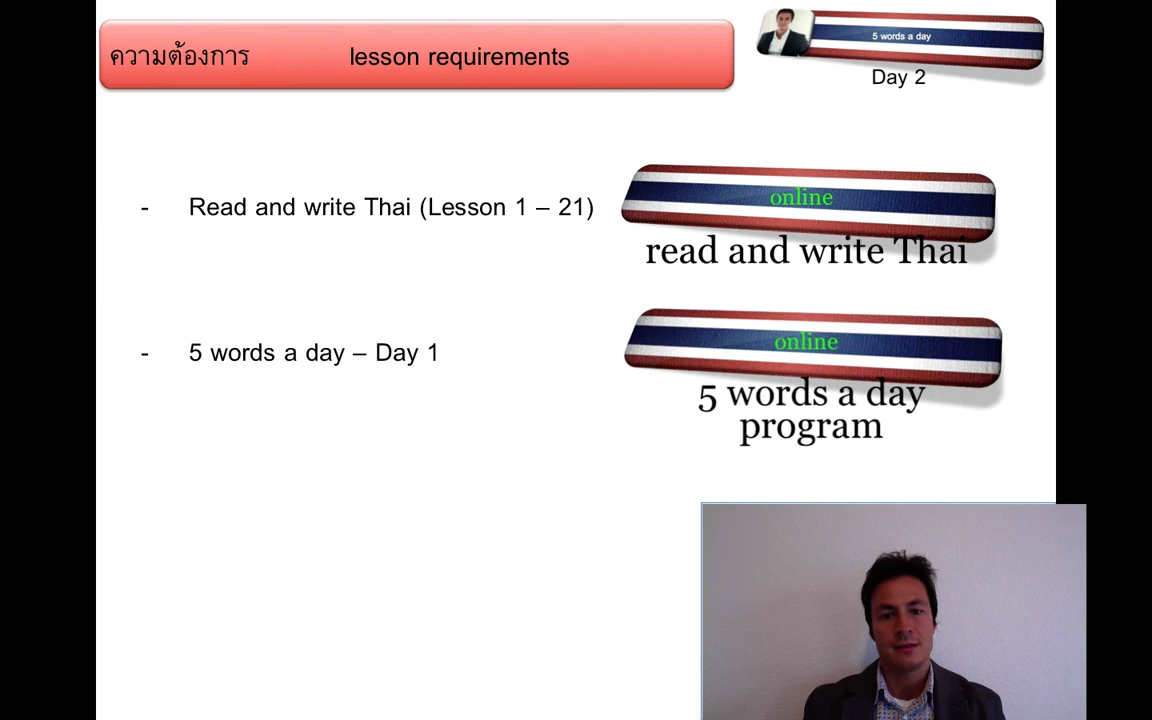 ความต้องการ lesson requirements
5 words a day
Day 2
- Read and write Thai (Lesson 1 – 21)
online
read and write Thai
- 5 words a day – Day 1
online
5 words a day
program